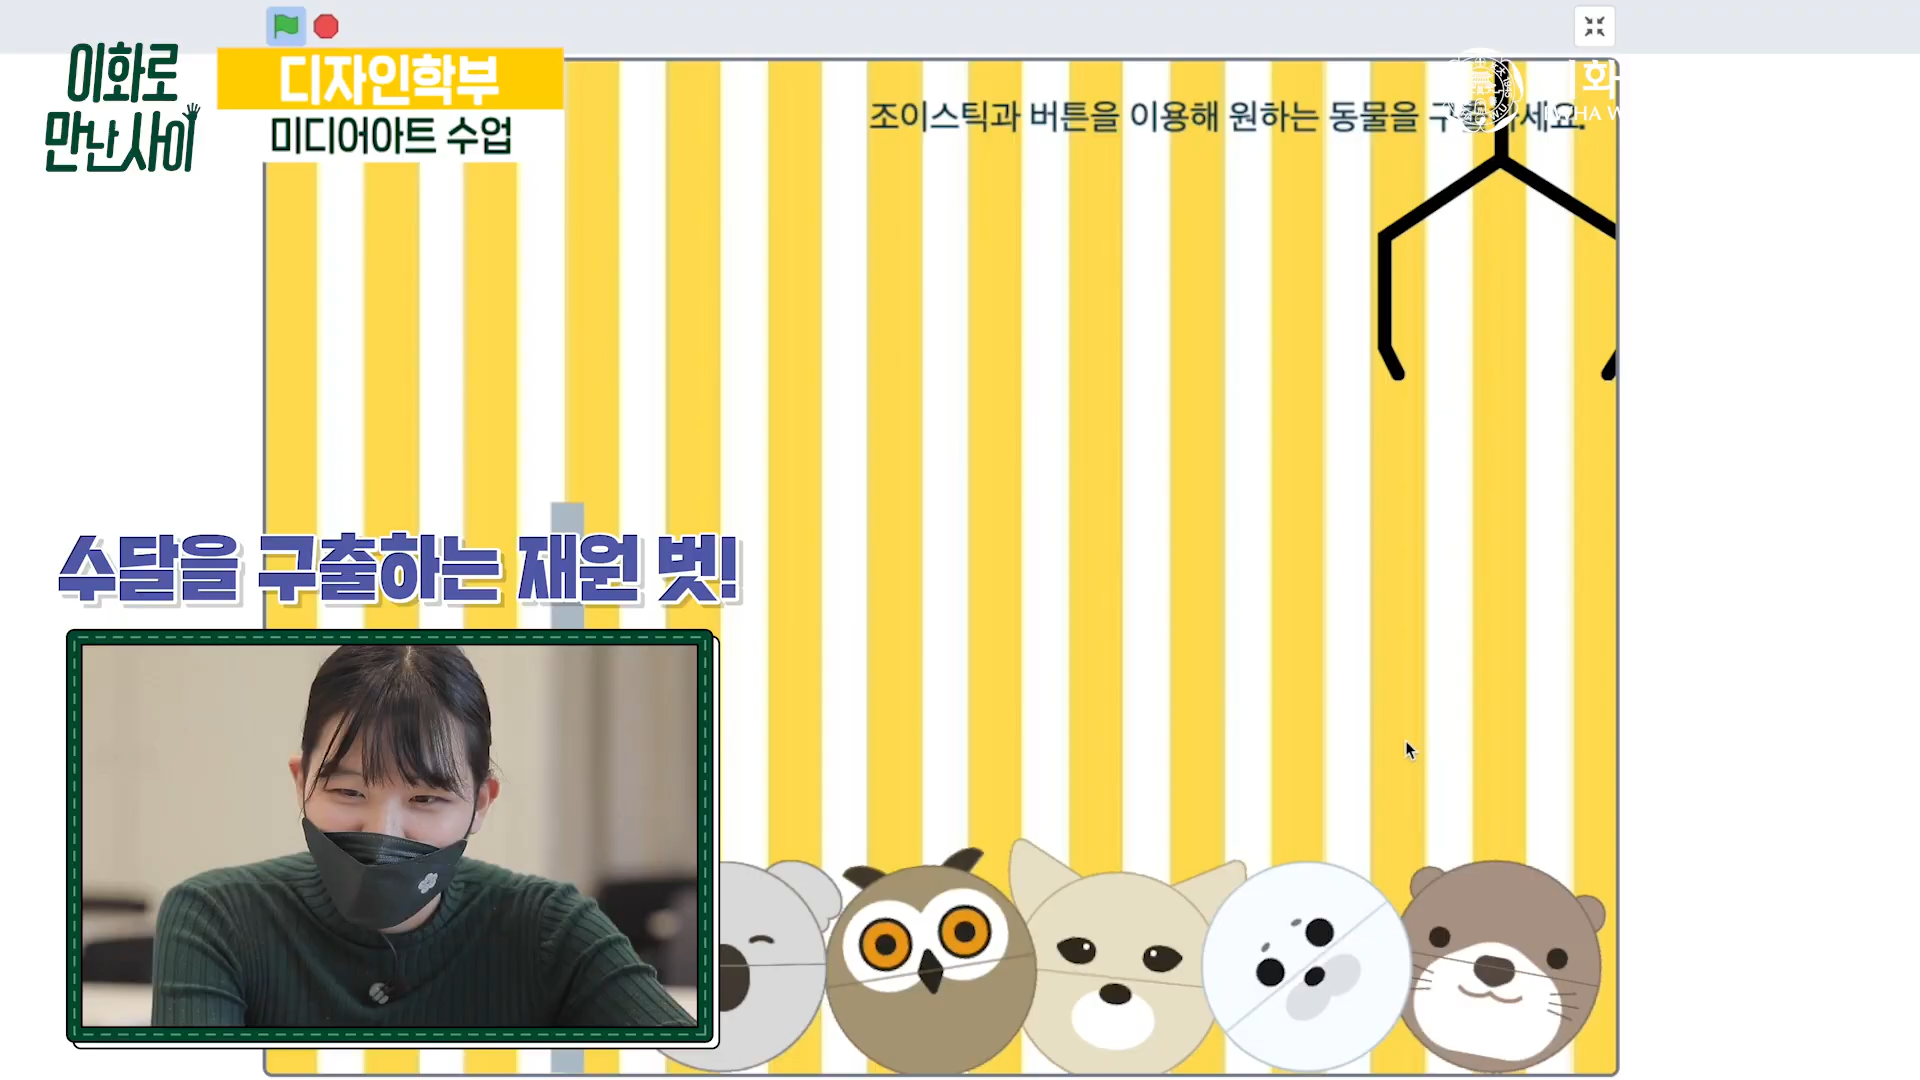 이화로
만난사이
디자인학부
미디어아트 수업
조이스틱과 버튼을 이용해 원하는 동물을
수달을 구출하는 재원 벗!